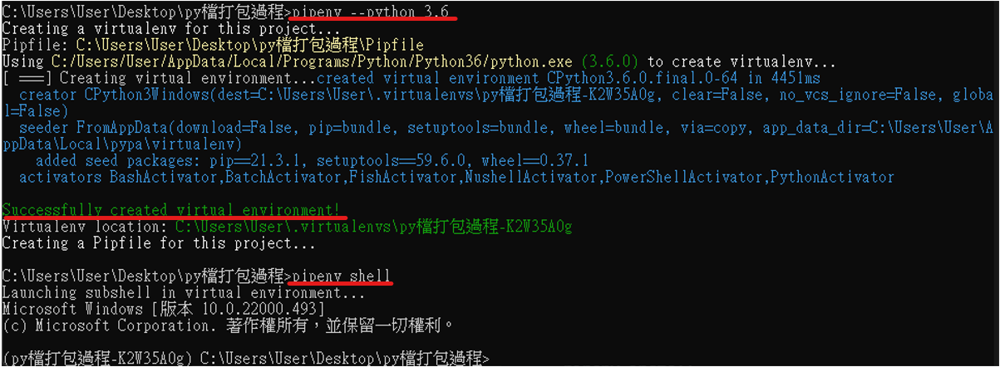 C:\Users\User\Desktop\py檔打包過程>pipenv --python 3.6
Creating a virtualenv for this project...
Pipfile: C:\Users\User\Desktop\py檔打包過程\Pipfile
Using C:/Users/User/AppData/Local/Programs/Python/Python36/python.exe (3.6.0) to create virtualenv...
[ ===] Creating virtual environment...created virtual environment CPython3.6.0.final.0-64 in 4451ms
creator CPython3Windows(dest=C:\Users\User\.virtualenvs\py檔打包過程-K2W35A0g, clear=False, no_vcs_ignore=False, globa
l=False)
seeder FromAppData(download=False, pip=bundle, setuptools=bundle, wheel=bundle, via=copy, app_data_dir=C:\Users\User\A
ppData\Local\pypa\virtualenv)
added seed packages: pip==21.3.1, setuptools==59.6.0, wheel==0.37.1
activators BashActivator,BatchActivator,FishActivator,NushellActivator,PowerShellActivator,PythonActivator
Successfully created virtual environment!
Virtualenv location: C:\Users\User\.virtualenvs\py檔打包過程-K2W35A0g
Creating a Pipfile for this project...
C:\Users\User\Desktop\py檔打包過程>pipenv shell
Launching subshell in virtual environment...
Microsoft Windows [版本 10.0.22000.493]
(c) Microsoft Corporation. 著作權所有，並保留一切權利。
(py檔打包過程-K2W35A0g) C:\Users\User\Desktop\py檔打包過程>